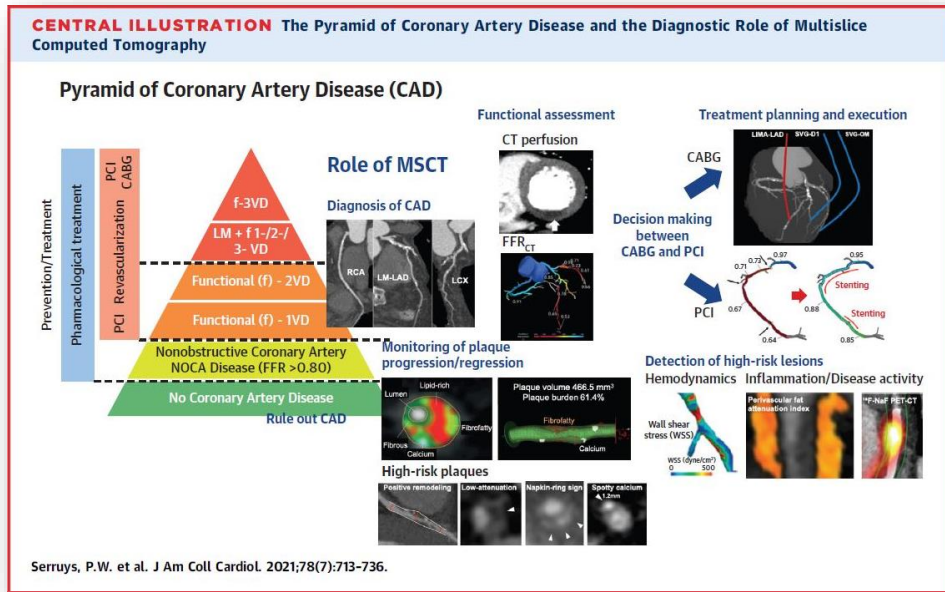 CENTRAL ILLUSTRATION The Pyramid of Coronary Artery Disease and the Diagnostic Role of Multislice
Computed Tomography
Pyramid of Coronary Artery Disease (CAD)
Prevention/Treatment
Pharmacological treatment
PCI Revascularization
PCI
CABG
f-3VD
LM + f 1-/2-/
3- VD
Functional (f) - 2VD
Functional (f) - 1VD
Nonobstructive Coronary Artery
NOCA Disease (FFR >0.80)
No Coronary Artery Disease
Rule out CAD
Role of MSCT
Diagnosis of CAD
RCA
LM-LAD
LCX
Functional assessment
CT perfusion
FFRCT
Monitoring of plaque
progression/regression
Lumen
Lipid-rich
Fibrofatty
Fibrous
Calcium
Plaque volume 466.5 mm³
Plaque burden 61.4%
Fibrofatty
Calcium
High-risk plaques
Positive remodeling
Low-attenuation
Napkin-ring sign
Spotty calcium
1.2mm
Treatment planning and execution
CABG
LIMA-LAD
SVG-D1
SVG-OM
Decision making
between
CABG and PCI
PCI
0.97
0.73
0.71
0.67
0.64
0.95
Stenting
0.88
Stenting
0.85
Detection of high-risk lesions
Hemodynamics
Inflammation/Disease activity
Wall shear
stress (WSS)
WSS (dyne/cm²)
0 500
Perivascular fat
attenuation index
¹⁸F-NaF PET-CT
Serruys, P.W. et al. J Am Coll Cardiol. 2021;78(7):713-736.